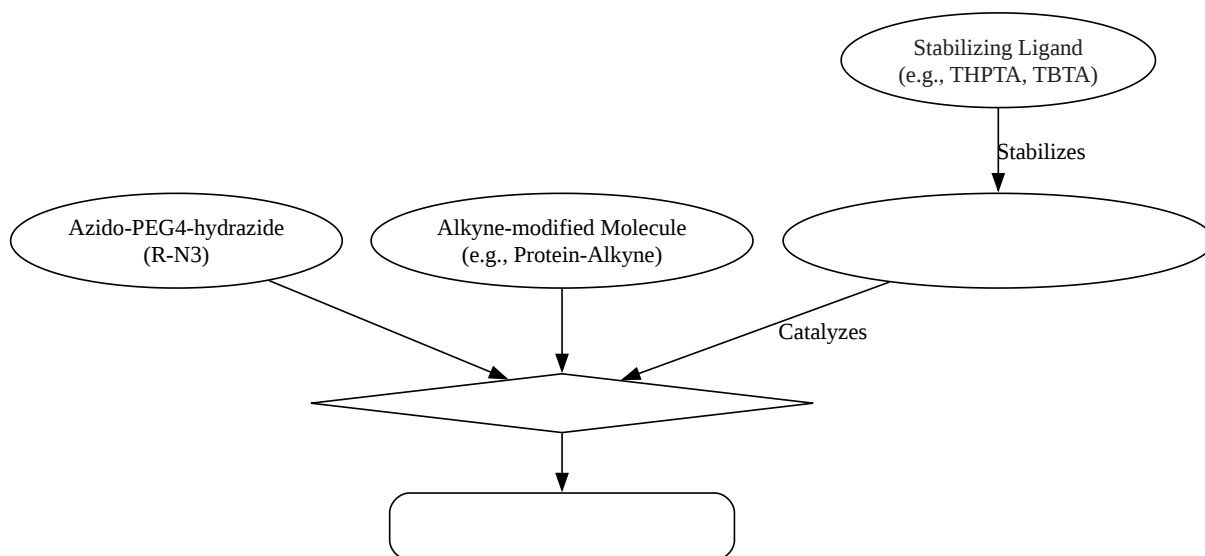 Stabilizing Ligand
(e.g., THPTA, TBTA)
Stabilizes
Azido-PEG4-hydrazide
(R-N3)
Alkyne-modified Molecule
(e.g., Protein-Alkyne)
Catalyzes